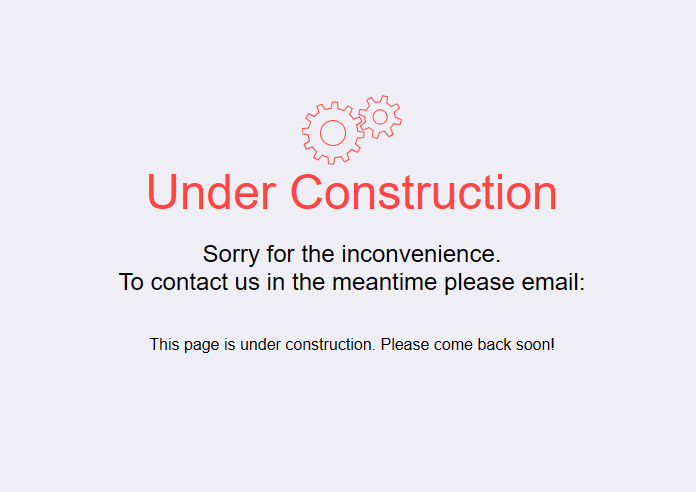 Under Construction
Sorry for the inconvenience.
To contact us in the meantime please email:
This page is under construction. Please come back soon!